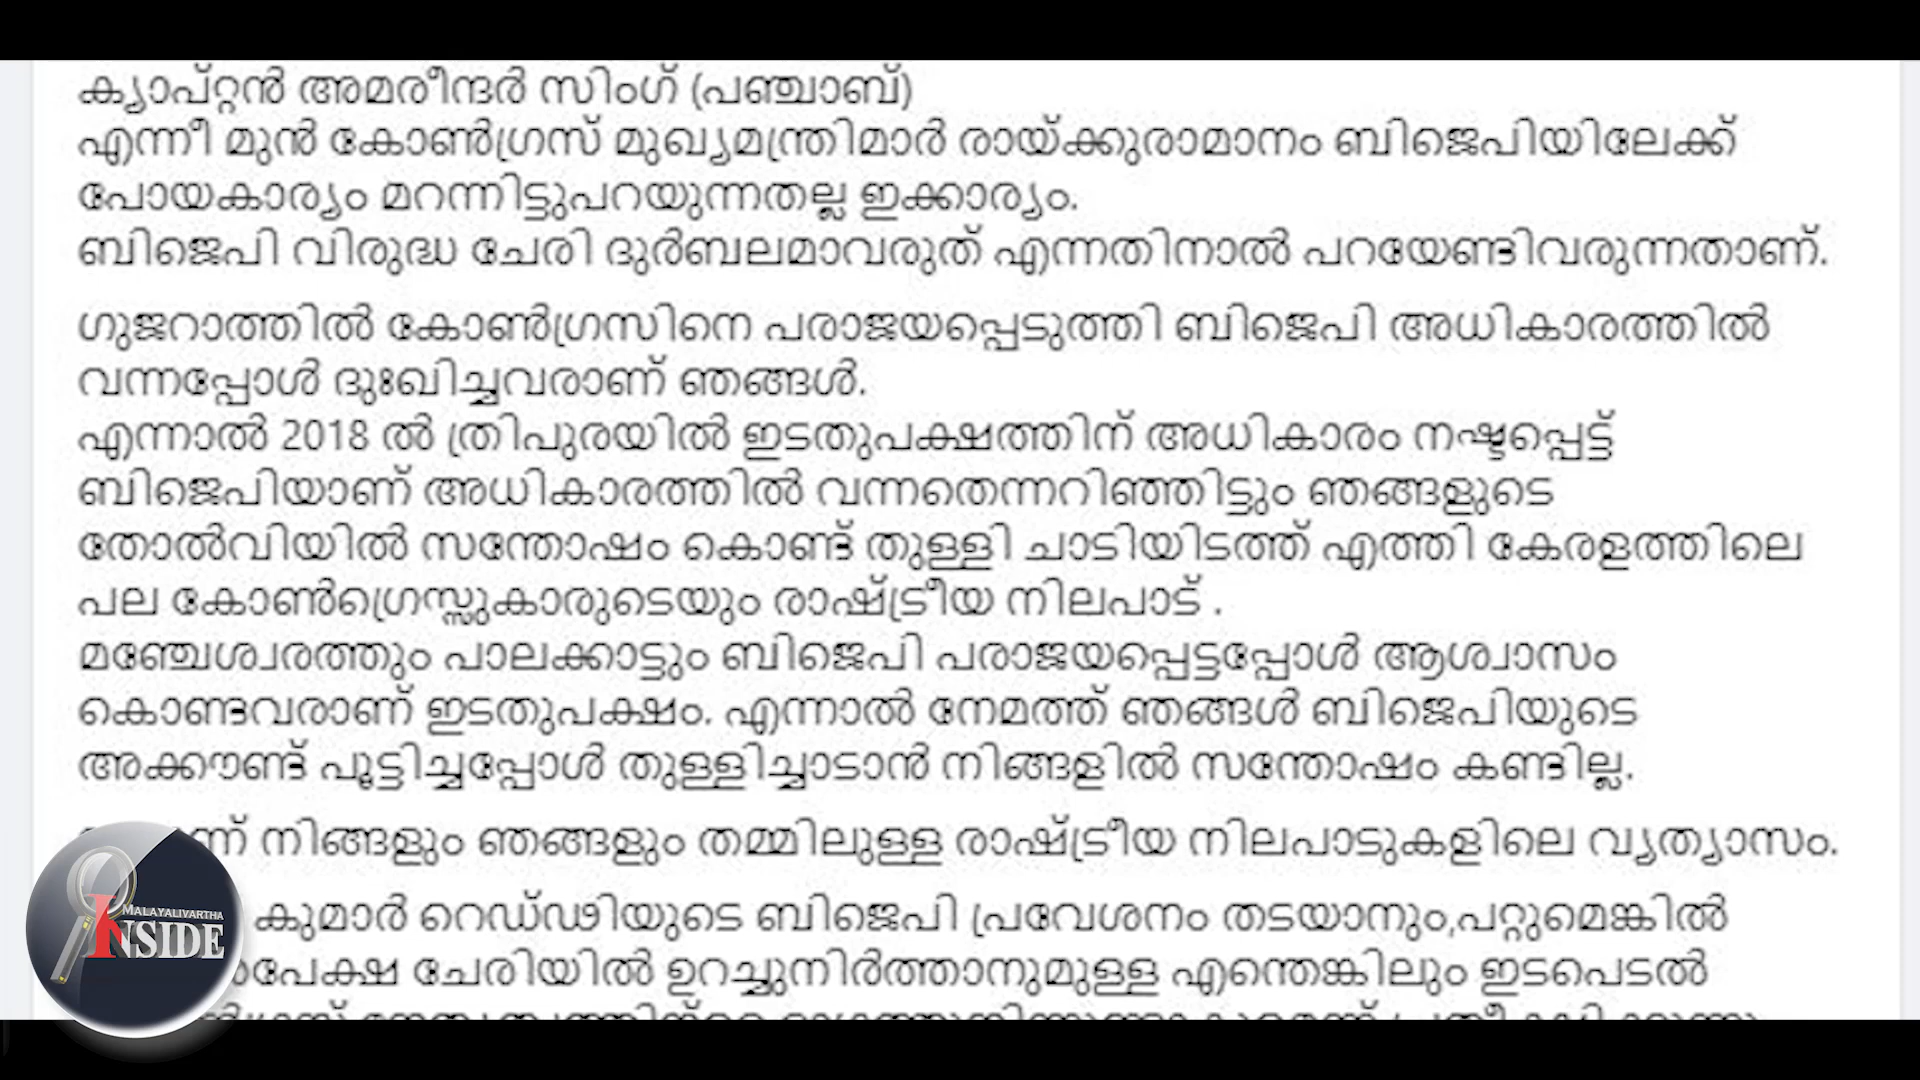 ക്യാപ്റ്റൻ അമരീന്ദർ സിംഗ് (പഞ്ചാബ്)
എന്നീ മുൻ കോൺഗ്രസ് മുഖ്യമന്ത്രിമാർ രായ്ക്കുരാമാനം ബിജെപിയിലേക്ക്
പോയകാര്യം മറന്നിട്ടുപറയുന്നതല്ല ഇക്കാര്യം.
ബിജെപി വിരുദ്ധ ചേരി ദുർബലമാവരുത് എന്നതിനാൽ പറയേണ്ടിവരുന്നതാണ്.
ഗുജറാത്തിൽ കോൺഗ്രസിനെ പരാജയപ്പെടുത്തി ബിജെപി അധികാരത്തിൽ
വന്നപ്പോൾ ദുഃഖിച്ചവരാണ് ഞങ്ങൾ.
എന്നാൽ 2018 ൽ ത്രിപുരയിൽ ഇടതുപക്ഷത്തിന് അധികാരം നഷ്ടപ്പെട്ട്
ബിജെപിയാണ് അധികാരത്തിൽ വന്നതെന്നറിഞ്ഞിട്ടും ഞങ്ങളുടെ
തോൽവിയിൽ സന്തോഷം കൊണ്ട് തുള്ളി ചാടിയിടത്ത് എത്തി കേരളത്തിലെ
പല കോൺഗ്രെസ്സുകാരുടെയും രാഷ്ട്രീയ നിലപാട് .
മഞ്ചേശ്വരത്തും പാലക്കാട്ടും ബിജെപി പരാജയപ്പെട്ടപ്പോൾ ആശ്വാസം
കൊണ്ടവരാണ് ഇടതുപക്ഷം. എന്നാൽ നേമത്ത് ഞങ്ങൾ ബിജെപിയുടെ
അക്കൗണ്ട് പൂട്ടിച്ചപ്പോൾ തുള്ളിച്ചാടാൻ നിങ്ങളിൽ സന്തോഷം കണ്ടില്ല.
നിങ്ങളും ഞങ്ങളും തമ്മിലുള്ള രാഷ്ട്രീയ നിലപാടുകളിലെ വ്യത്യാസം.
കുമാർ റെഡ്ഢിയുടെ ബിജെപി പ്രവേശനം തടയാനും,പറ്റുമെങ്കിൽ
ചേരിയിൽ ഉറച്ചുനിർത്താനുമുള്ള എന്തെങ്കിലും ഇടപെടൽ
MALAYALIVARTHA
INSIDE